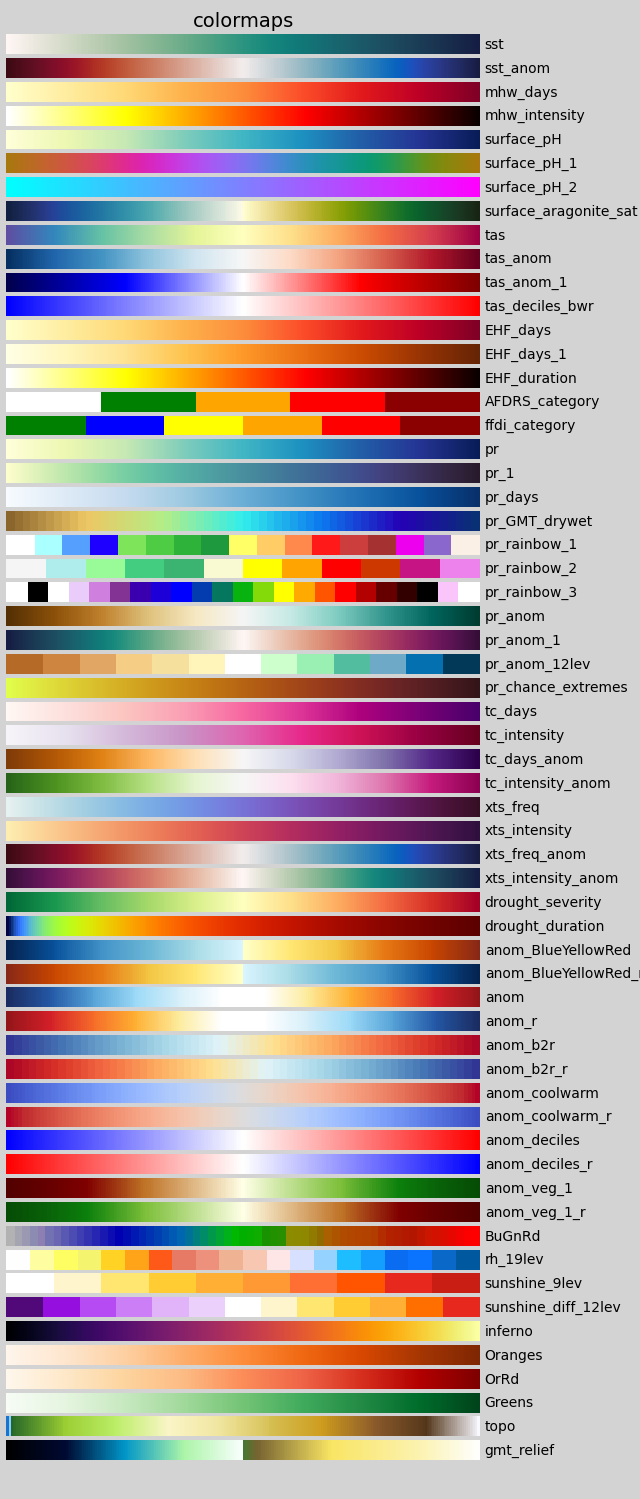 colormaps
sst
sst_anom
mhw_days
mhw_intensity
surface_pH
surface_pH_1
surface_pH_2
surface_aragonite_sat
tas
tas_anom
tas_anom_1
tas_deciles_bwr
EHF_days
EHF_days_1
EHF_duration
AFDRS_category
ffdi_category
pr
pr_1
pr_days
pr_GMT_drywet
pr_rainbow_1
pr_rainbow_2
pr_rainbow_3
pr_anom
pr_anom_1
pr_anom_12lev
pr_chance_extremes
tc_days
tc_intensity
tc_days_anom
tc_intensity_anom
xts_freq
xts_intensity
xts_freq_anom
xts_intensity_anom
drought_severity
drought_duration
anom_BlueYellowRed
anom_BlueYellowRed_r
anom
anom_r
anom_b2r
anom_b2r_r
anom_coolwarm
anom_coolwarm_r
anom_deciles
anom_deciles_r
anom_veg_1
anom_veg_1_r
BuGnRd
rh_19lev
sunshine_9lev
sunshine_diff_12lev
inferno
Oranges
OrRd
Greens
topo
gmt_relief